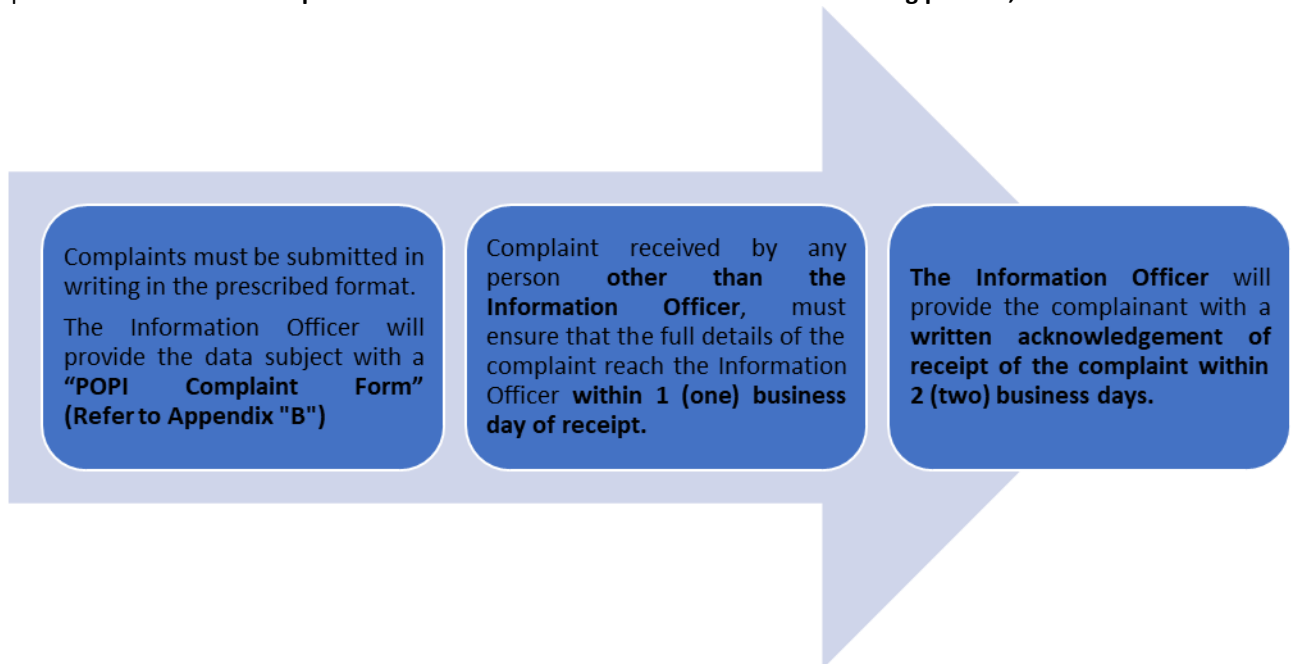 Complaints must be submitted in
writing in the prescribed format.
The Information Officer will
provide the data subject with a
“POPI Complaint Form”
(Refer to Appendix "B")
Complaint received by any
person other than the
Information Officer, must
ensure that the full details of the
complaint reach the Information
Officer within 1 (one) business
day of receipt.
The Information Officer will
provide the complainant with a
written acknowledgement of
receipt of the complaint within
2 (two) business days.